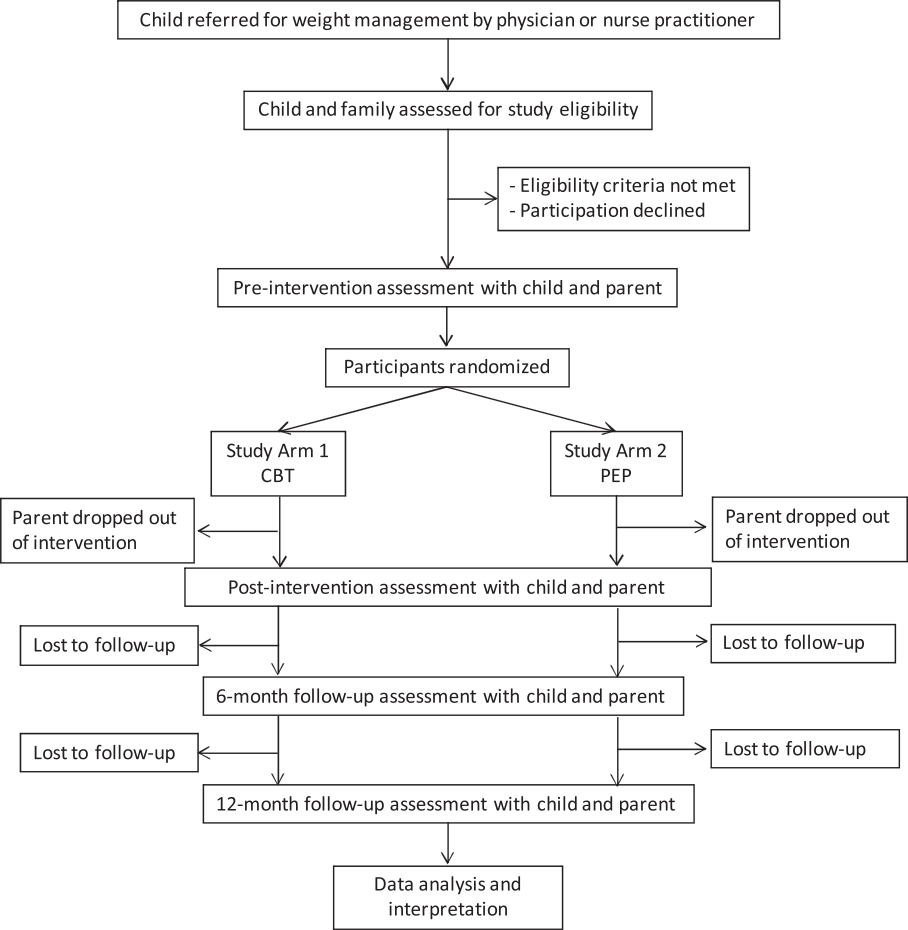 Child referred for weight management by physician or nurse practitioner
Child and family assessed for study eligibility
- Eligibility criteria not met
- Participation declined
Pre-intervention assessment with child and parent
Participants randomized
Study Arm 1
CBT
Study Arm 2
PEP
Parent dropped out
of intervention
Parent dropped out
of intervention
Post-intervention assessment with child and parent
Lost to follow-up
Lost to follow-up
6-month follow-up assessment with child and parent
Lost to follow-up
Lost to follow-up
12-month follow-up assessment with child and parent
Data analysis and
interpretation